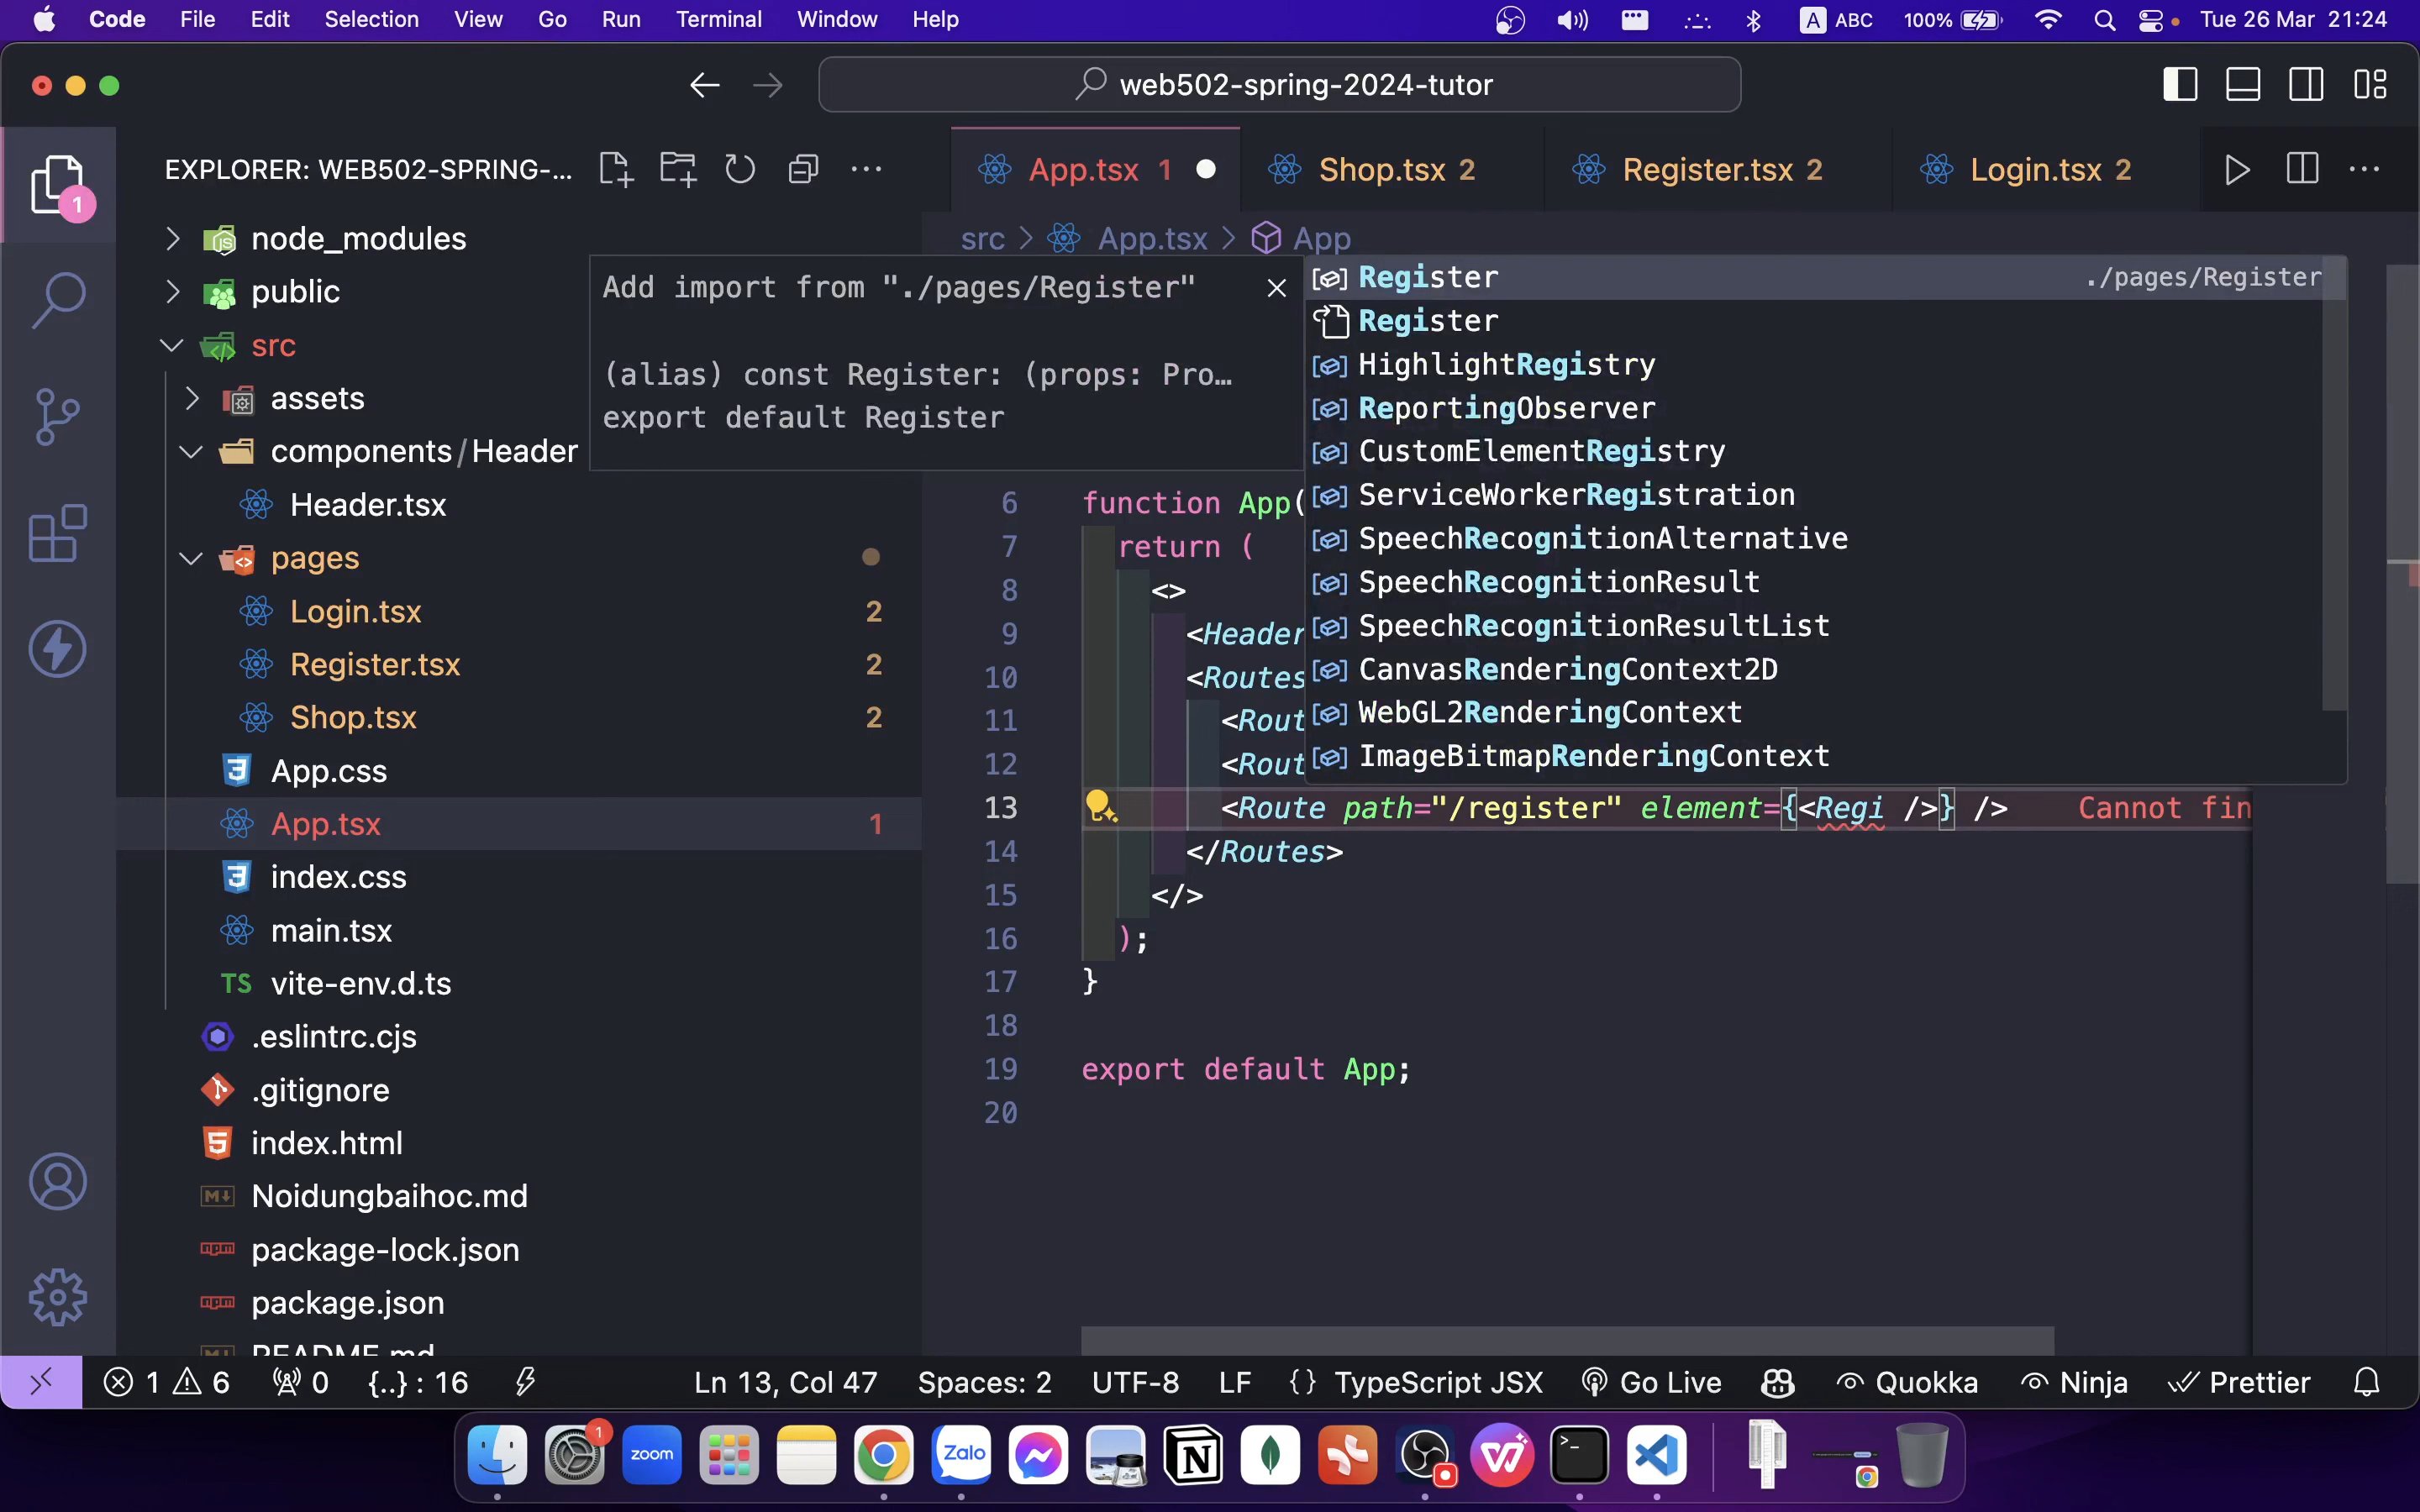 Code File Edit Selection View Go Run Terminal Window Help A ABC 100% Tue 26 Mar 21:24
web502-spring-2024-tutor
EXPLORER: WEB502-SPRING-...
App.tsx 1
Shop.tsx 2
Register.tsx 2
Login.tsx 2
1
src > App.tsx > App
node_modules
public
src
assets
components/Header
Header.tsx
pages
Login.tsx 2
Register.tsx 2
Shop.tsx 2
App.css
App.tsx 1
index.css
main.tsx
TS vite-env.d.ts
.eslintrc.cjs
.gitignore
index.html
Noidungbaihoc.md
package-lock.json
package.json
README.md
Add import from "./pages/Register"
(alias) const Register: (props: Pro…
export default Register
Register ./pages/Register
Register
HighlightRegistry
ReportingObserver
CustomElementRegistry
ServiceWorkerRegistration
SpeechRecognitionAlternative
SpeechRecognitionResult
SpeechRecognitionResultList
CanvasRenderingContext2D
WebGL2RenderingContext
ImageBitmapRenderingContext
6 function App(
7 return (
8 <>
9 <Header
10 <Routes
11 <Rout
12 <Rout
13 <Route path="/register" element={<Regi />} /> Cannot fin
14 </Routes>
15 </>
16 );
17 }
18
19 export default App;
20
1 6 0 {..} : 16 Ln 13, Col 47 Spaces: 2 UTF-8 LF {} TypeScript JSX Go Live Quokka Ninja Prettier
1
zoom
Zalo